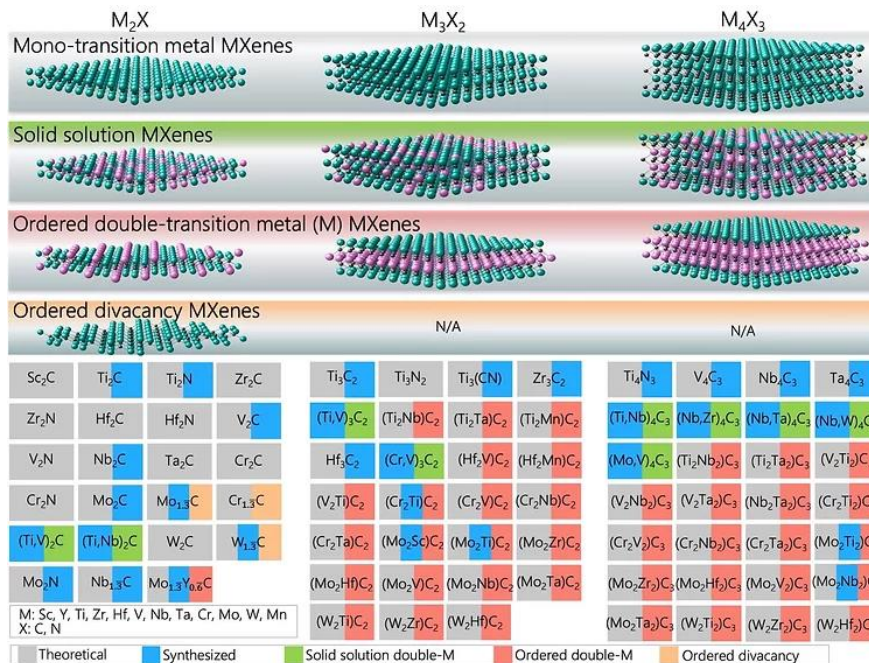 M₂X M₃X₂ M₄X₃
Mono-transition metal MXenes
Solid solution MXenes
Ordered double-transition metal (M) MXenes
Ordered divacancy MXenes
N/A N/A
Sc₂C Ti₂C Ti₂N Zr₂C Ti₃C₂ Ti₃N₂ Ti₃(CN) Zr₃C₂ Ti₄N₃ V₄C₃ Nb₄C₃ Ta₄C₃
Zr₂N Hf₂C Hf₂N V₂C (Ti,V)₃C₂ (Ti₂Nb)C₂ (Ti₂Ta)C₂ (Ti₂Mn)C₂ (Ti,Nb)₄C₃ (Nb,Zr)₄C₃ (Nb,Ta)₄C₃ (Nb,W)₄C
V₂N Nb₂C Ta₂C Cr₂C Hf₃C₂ (Cr,V)₃C₂ (Hf₂V)C₂ (Hf₂Mn)C₂ (Mo,V)₄C₃ (Ti₂Nb₂)C₃ (Ti₂Ta₂)C₃ (V₂Ti₂)C
Cr₂N Mo₂C Mo₁.₃C Cr₁.₃C (V₂Ti)C₂ (Cr₂Ti)C₂ (Cr₂V)C₂ (Cr₂Nb)C₂ (V₂Nb₂)C₃ (V₂Ta₂)C₃ (Nb₂Ta₂)C₃ (Cr₂Ti₂)C
(Ti,V)₂C (Ti,Nb)₂C W₂C W₁.₃C (Cr₂Ta)C₂ (Mo₂Sc)C₂ (Mo₂Ti)C₂ (Mo₂Zr)C₂ (Cr₂V₂)C₃ (Cr₂Nb₂)C₃ (Cr₂Ta₂)C₃ (Mo₂Ti₂)C
Mo₂N Nb₁.₃C Mo₁.₃Y₀.₆C (Mo₂Hf)C₂ (Mo₂V)C₂ (Mo₂Nb)C₂ (Mo₂Ta)C₂ (Mo₂Zr₂)C₃ (Mo₂Hf₂)C₃ (Mo₂V₂)C₃ (Mo₂Nb₂)C
(W₂Ti)C₂ (W₂Zr)C₂ (W₂Hf)C₂ (Mo₂Ta₂)C₃ (W₂Ti₂)C₃ (W₂Zr₂)C₃ (W₂Hf₂)C
M: Sc, Y, Ti, Zr, Hf, V, Nb, Ta, Cr, Mo, W, Mn
X: C, N
Theoretical Synthesized Solid solution double-M Ordered double-M Ordered divacancy